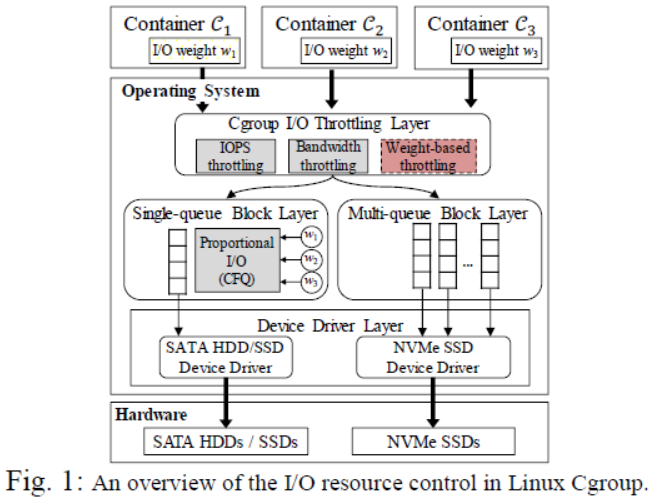 Container C₁
I/O weight w₁
Container C₂
I/O weight w₂
Container C₃
I/O weight w₃
Operating System
Cgroup I/O Throttling Layer
IOPS
throttling
Bandwidth
throttling
Weight-based
throttling
Single-queue Block Layer
Proportional
I/O
(CFQ)
w₁
w₂
w₃
Multi-queue Block Layer
...
Device Driver Layer
SATA HDD/SSD
Device Driver
NVMe SSD
Device Driver
Hardware
SATA HDDs / SSDs
NVMe SSDs
Fig. 1: An overview of the I/O resource control in Linux Cgroup.